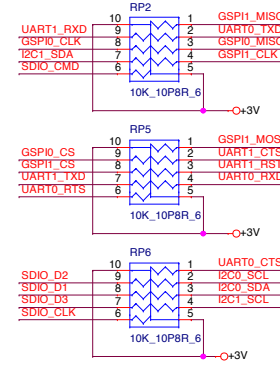 RP2
10 1 GSPI1_MISO
UART1_RXD 9 2 UART0_TXD
GSPI0_CLK 8 3 GSPI0_MISO
I2C1_SDA 7 4 GSPI1_CLK
SDIO_CMD 6 5
10K_10P8R_6
+3V
RP5
10 1 GSPI1_MOS
GSPI0_CS 9 2 UART1_CTS
GSPI1_CS 8 3 UART1_RST
UART1_TXD 7 4 UART0_RXD
UART0_RTS 6 5
10K_10P8R_6
+3V
RP6
10 1 UART0_CTS
SDIO_D2 9 2 I2C0_SCL
SDIO_D1 8 3 I2C0_SDA
SDIO_D3 7 4 I2C1_SCL
SDIO_CLK 6 5
10K_10P8R_6
+3V